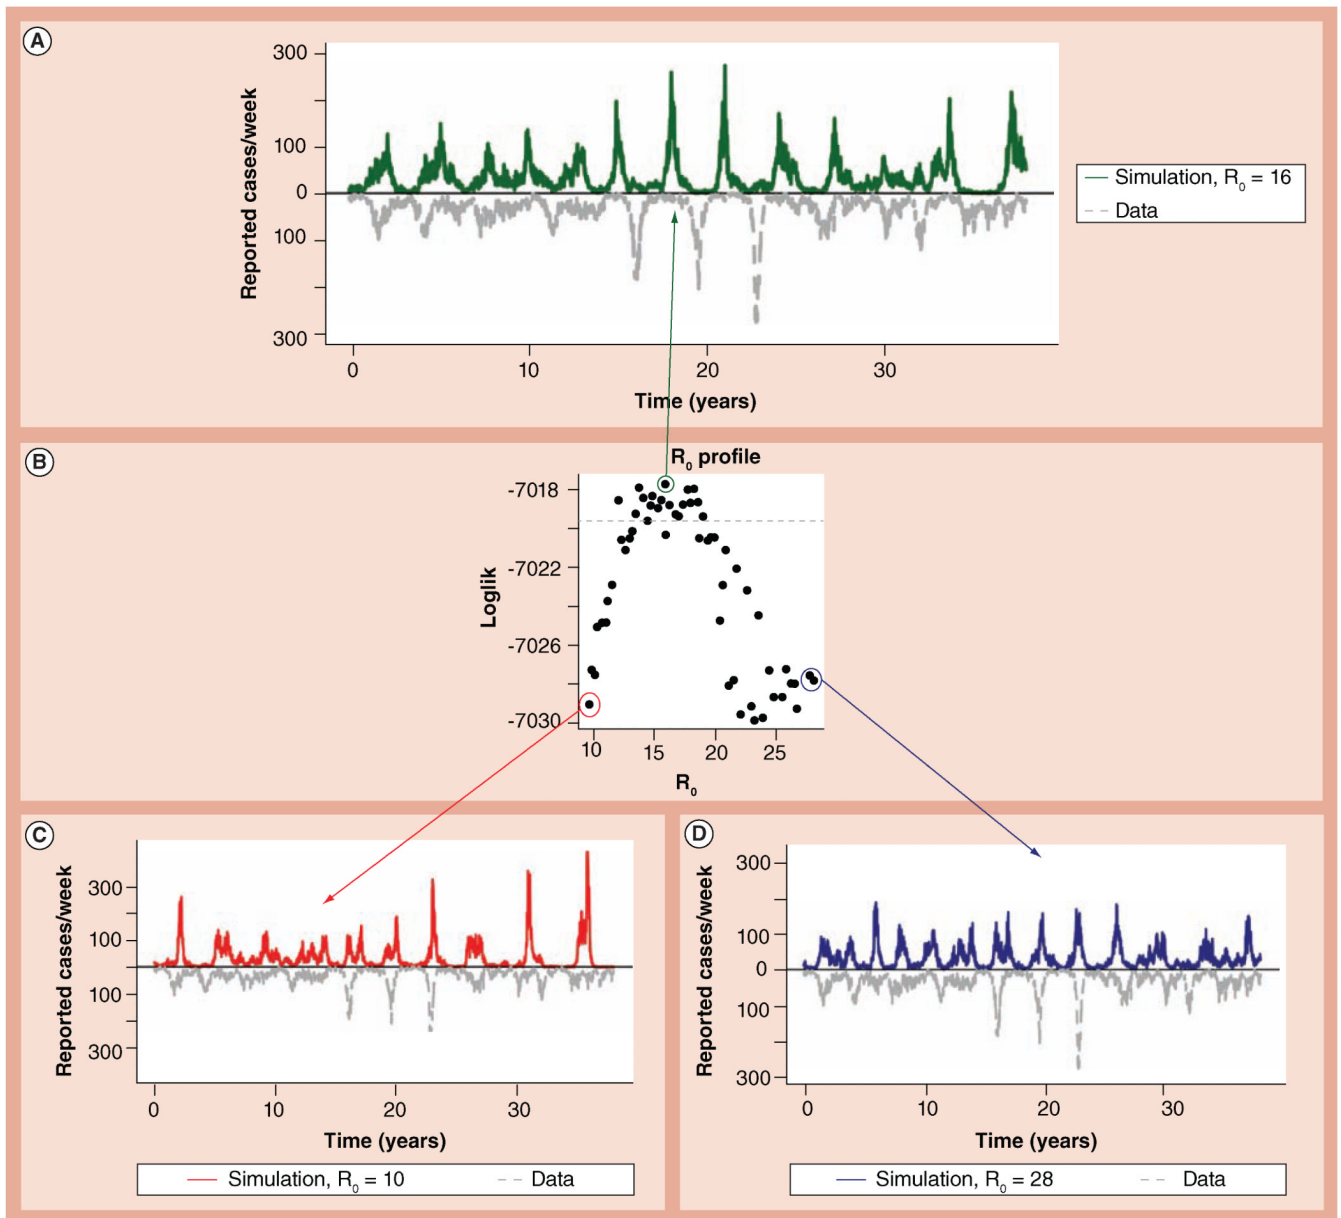 A
Reported cases/week
300
100
0
100
300
0 10 20 30
Time (years)
Simulation, R₀ = 16
Data
B
R₀ profile
Loglik
-7018
-7022
-7026
-7030
10 15 20 25
R₀
C
Reported cases/week
300
100
100
300
0 10 20 30
Time (years)
Simulation, R₀ = 10 Data
D
Reported cases/week
300
100
0
100
300
0 10 20 30
Time (years)
Simulation, R₀ = 28 Data